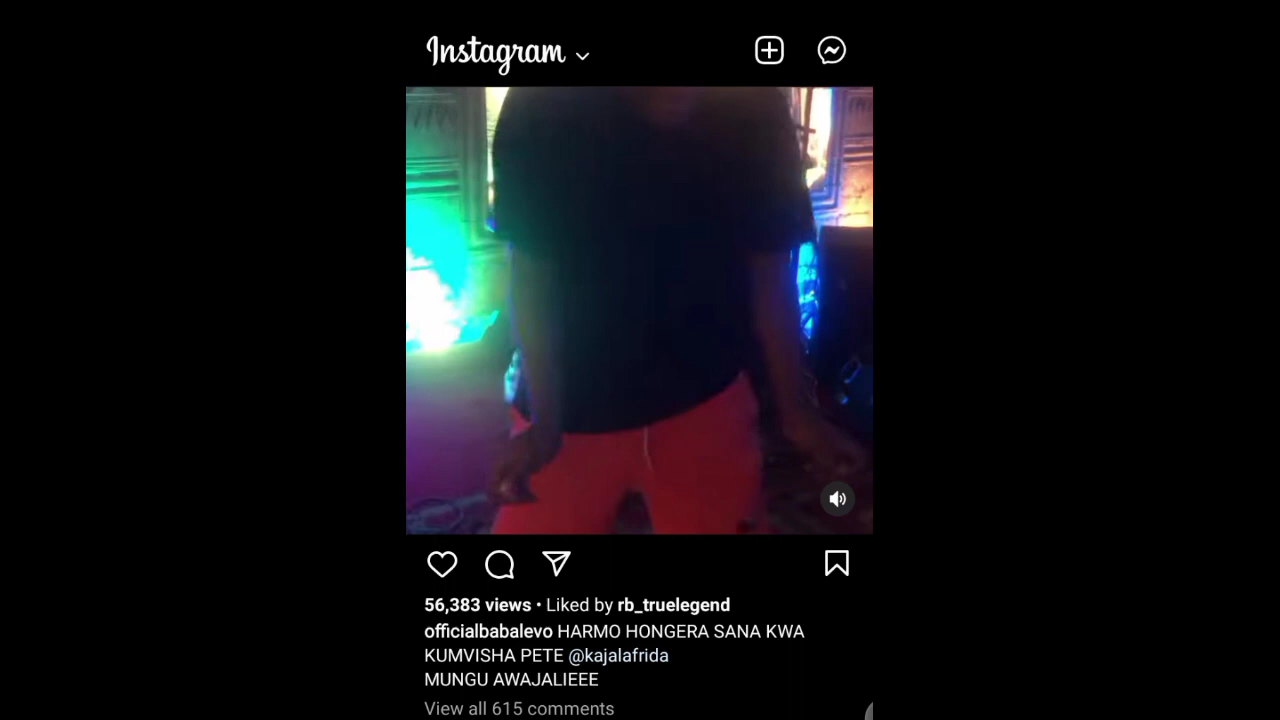 Instagram
56,383 views • Liked by rb_truelegend
officialbabalevo HARMO HONGERA SANA KWA
KUMVISHA PETE @kajalafrida
MUNGU AWAJALIEEE
View all 615 comments